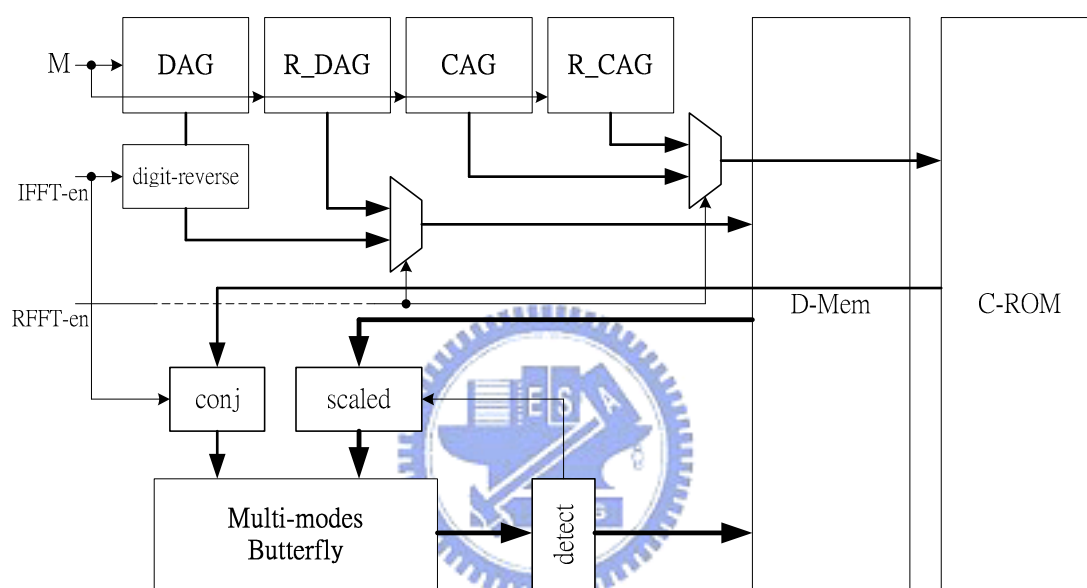 M
DAG
R_DAG
CAG
R_CAG
digit-reverse
IFFT-en
RFFT-en
D-Mem
C-ROM
conj
scaled
E S A
Multi-modes
Butterfly
detect